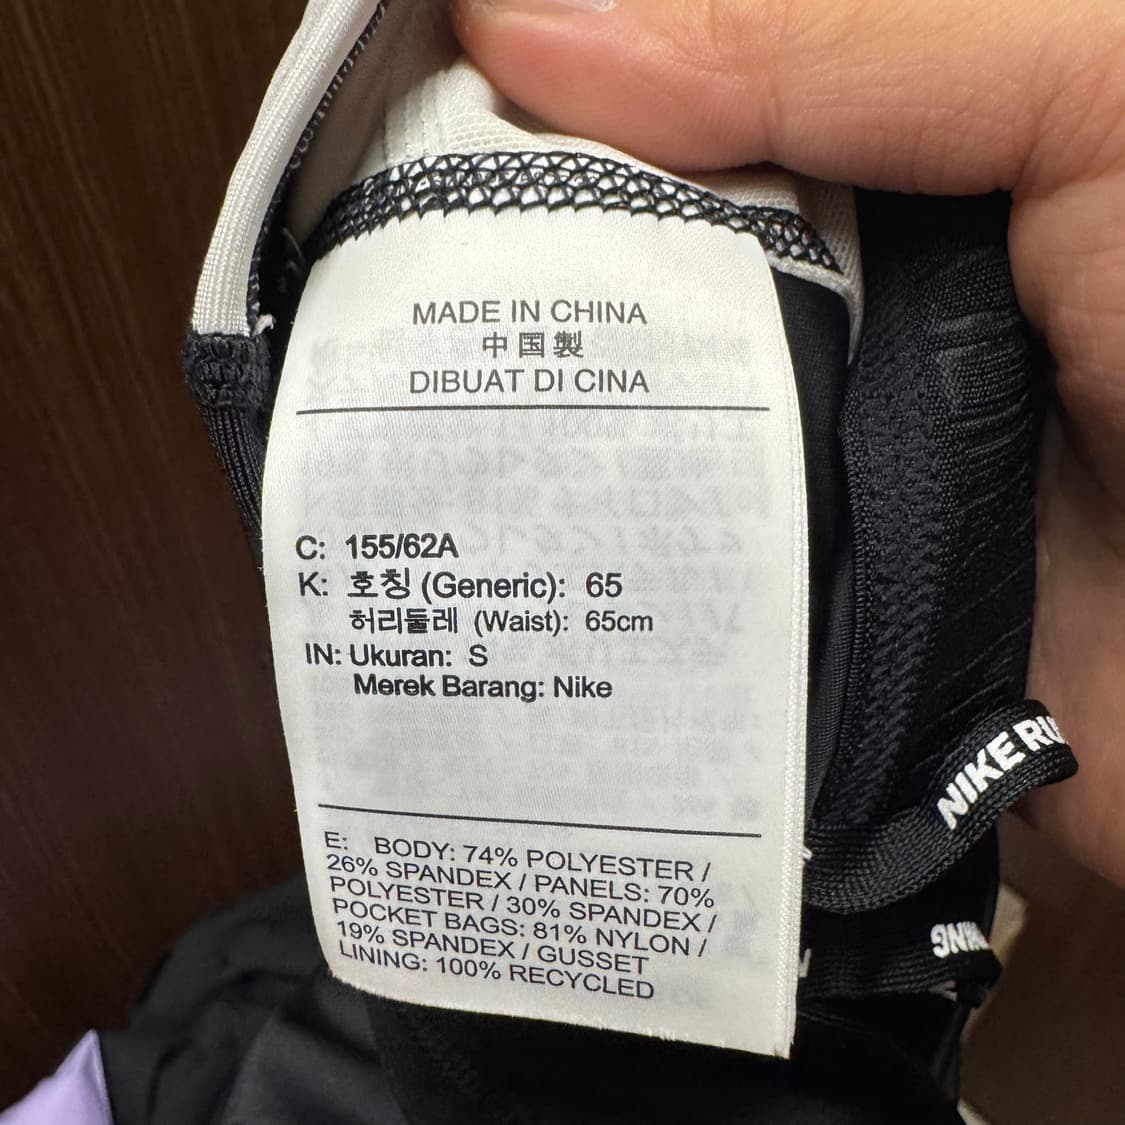 MADE IN CHINA
中国製
DIBUAT DI CINA
C: 155/62A
K: 호칭 (Generic): 65
허리둘레 (Waist): 65cm
IN: Ukuran: S
Merek Barang: Nike
E: BODY: 74% POLYESTER /
26% SPANDEX / PANELS: 70%
POLYESTER / 30% SPANDEX /
POCKET BAGS: 81% NYLON /
19% SPANDEX / GUSSET
LINING: 100% RECYCLED
NIKE